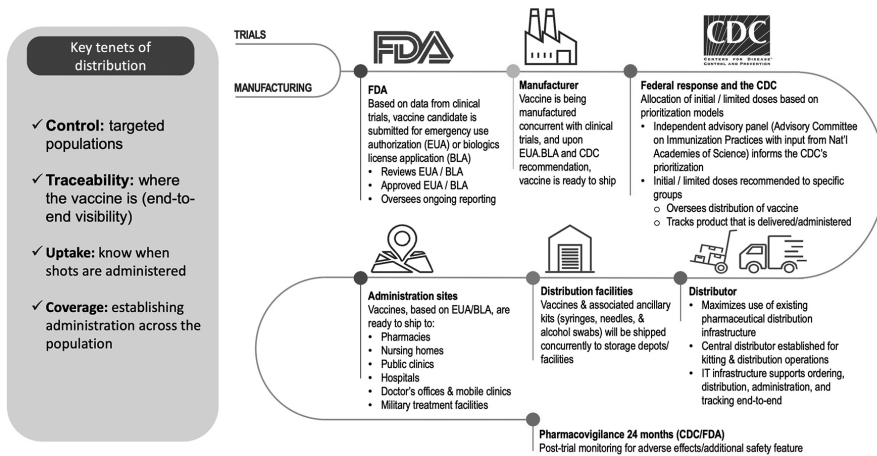 Key tenets of
distribution
✓ Control: targeted
populations
✓ Traceability: where
the vaccine is (end-to-
end visibility)
✓ Uptake: know when
shots are administered
✓ Coverage: establishing
administration across the
population
TRIALS
MANUFACTURING
FDA
FDA
Based on data from clinical
trials, vaccine candidate is
submitted for emergency use
authorization (EUA) or biologics
license application (BLA)
• Reviews EUA / BLA
• Approved EUA / BLA
• Oversees ongoing reporting
Manufacturer
Vaccine is being
manufactured
concurrent with clinical
trials, and upon
EUA.BLA and CDC
recommendation,
vaccine is ready to ship
CDC
CENTERS FOR DISEASE
CONTROL AND PREVENTION
Federal response and the CDC
Allocation of initial / limited doses based on
prioritization models
• Independent advisory panel (Advisory Committee
on Immunization Practices with input from Nat'l
Academies of Science) informs the CDC's
prioritization
• Initial / limited doses recommended to specific
groups
o Oversees distribution of vaccine
o Tracks product that is delivered/administered
Administration sites
Vaccines, based on EUA/BLA, are
ready to ship to:
• Pharmacies
• Nursing homes
• Public clinics
• Hospitals
• Doctor's offices & mobile clinics
• Military treatment facilities
Distribution facilities
Vaccines & associated ancillary
kits (syringes, needles, &
alcohol swabs) will be shipped
concurrently to storage depots/
facilities
Distributor
• Maximizes use of existing
pharmaceutical distribution
infrastructure
• Central distributor established for
kitting & distribution operations
• IT infrastructure supports ordering,
distribution, administration, and
tracking end-to-end
Pharmacovigilance 24 months (CDC/FDA)
Post-trial monitoring for adverse effects/additional safety feature